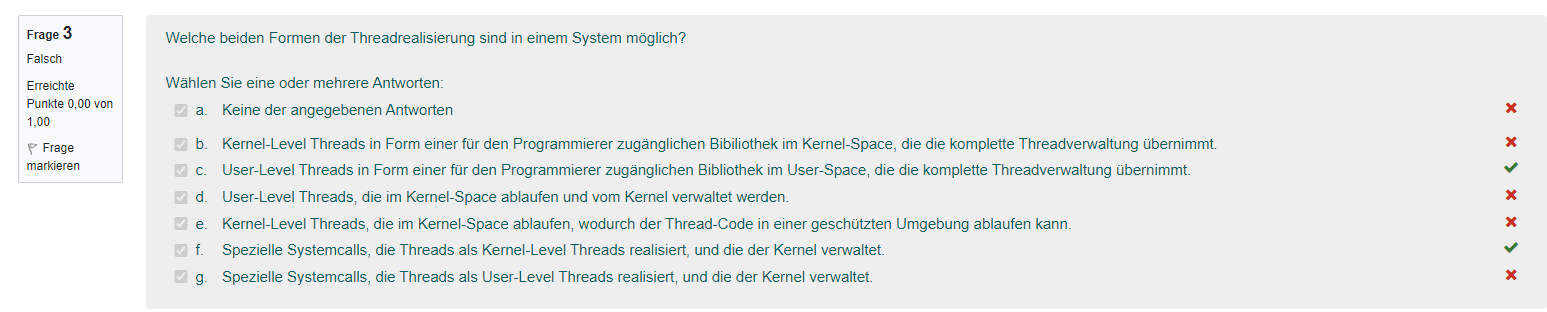 Frage 3
Falsch
Erreichte
Punkte 0,00 von
1,00
Frage
markieren
Welche beiden Formen der Threadrealisierung sind in einem System möglich?
Wählen Sie eine oder mehrere Antworten:
a. Keine der angegebenen Antworten
b. Kernel-Level Threads in Form einer für den Programmierer zugänglichen Bibiliothek im Kernel-Space, die die komplette Threadverwaltung übernimmt.
c. User-Level Threads in Form einer für den Programmierer zugänglichen Bibliothek im User-Space, die die komplette Threadverwaltung übernimmt.
d. User-Level Threads, die im Kernel-Space ablaufen und vom Kernel verwaltet werden.
e. Kernel-Level Threads, die im Kernel-Space ablaufen, wodurch der Thread-Code in einer geschützten Umgebung ablaufen kann.
f. Spezielle Systemcalls, die Threads als Kernel-Level Threads realisiert, und die der Kernel verwaltet.
g. Spezielle Systemcalls, die Threads als User-Level Threads realisiert, und die der Kernel verwaltet.